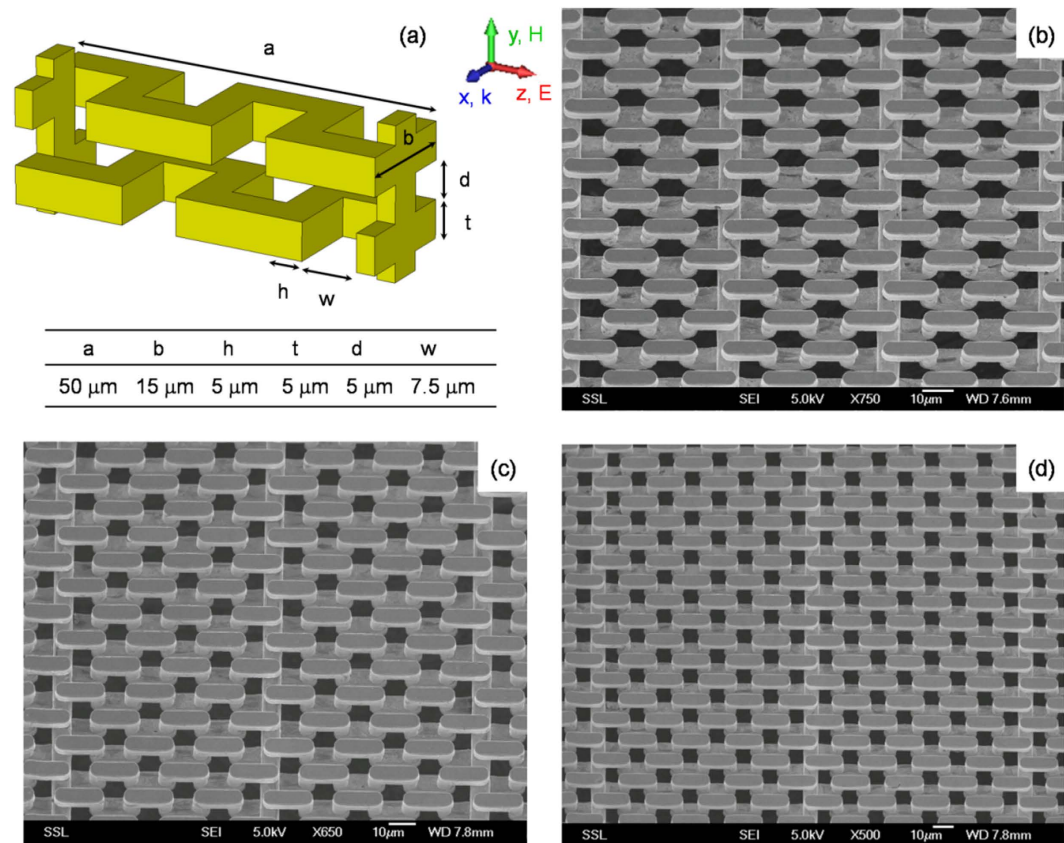 (a)
a
y, H
x, k
z, E
b
d
t
h
w
a b h t d w
50 μm 15 μm 5 μm 5 μm 5 μm 7.5 μm
(b)
SSL SEI 5.0kV X750 10μm WD 7.6mm
(c)
SSL SEI 5.0kV X650 10μm WD 7.8mm
(d)
SSL SEI 5.0kV X500 10μm WD 7.8mm